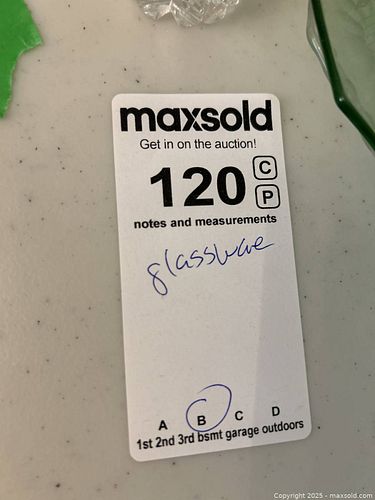 maxsold
Get in on the auction!
120 C
P
notes and measurements
glassware
A B C D
1st 2nd 3rd bsmt garage outdoors
Copyright 2025 - maxsold.com